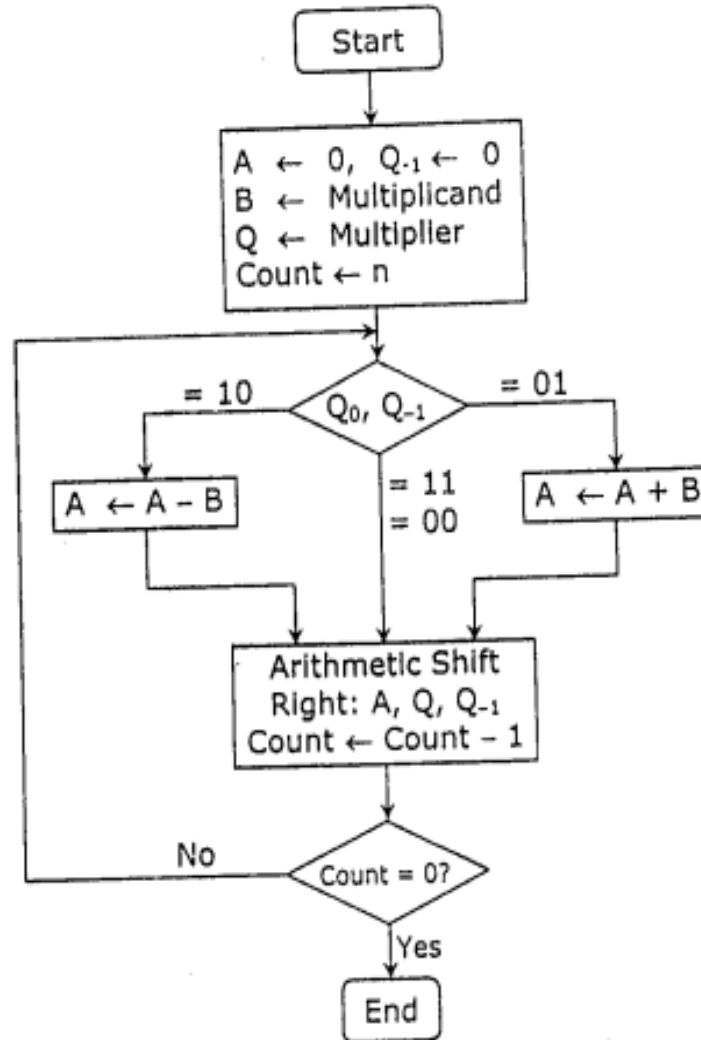 Start
A ← 0, Q₋₁ ← 0
B ← Multiplicand
Q ← Multiplier
Count ← n
= 10
Q₀, Q₋₁
= 01
A ← A – B
= 11
= 00
A ← A + B
Arithmetic Shift
Right: A, Q, Q₋₁
Count ← Count – 1
No
Count = 0?
Yes
End